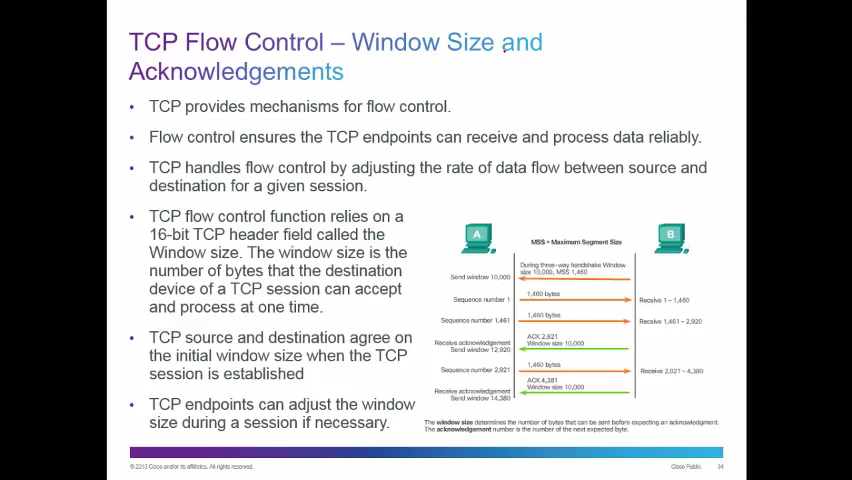 TCP Flow Control – Window Size and
Acknowledgements
• TCP provides mechanisms for flow control.
• Flow control ensures the TCP endpoints can receive and process data reliably.
• TCP handles flow control by adjusting the rate of data flow between source and
destination for a given session.
• TCP flow control function relies on a
16-bit TCP header field called the
Window size. The window size is the
number of bytes that the destination
device of a TCP session can accept
and process at one time.
• TCP source and destination agree on
the initial window size when the TCP
session is established
• TCP endpoints can adjust the window
size during a session if necessary.
A
B
MSS = Maximum Segment Size
During three-way handshake Window
size 10,000, MSS 1,460
Send window 10,000
1,460 bytes
Sequence number 1
Receive 1 – 1,460
1,460 bytes
Sequence number 1,461
Receive 1,461 – 2,920
ACK 2,921
Window size 10,000
Receive acknowledgement
Send window 12,920
1,460 bytes
Sequence number 2,921
Receive 2,921 – 4,380
ACK 4,381
Window size 10,000
Receive acknowledgement
Send window 14,380
The window size determines the number of bytes that can be sent before expecting an acknowledgment.
The acknowledgement number is the number of the next expected byte.
© 2013 Cisco and/or its affiliates. All rights reserved.
Cisco Public
34